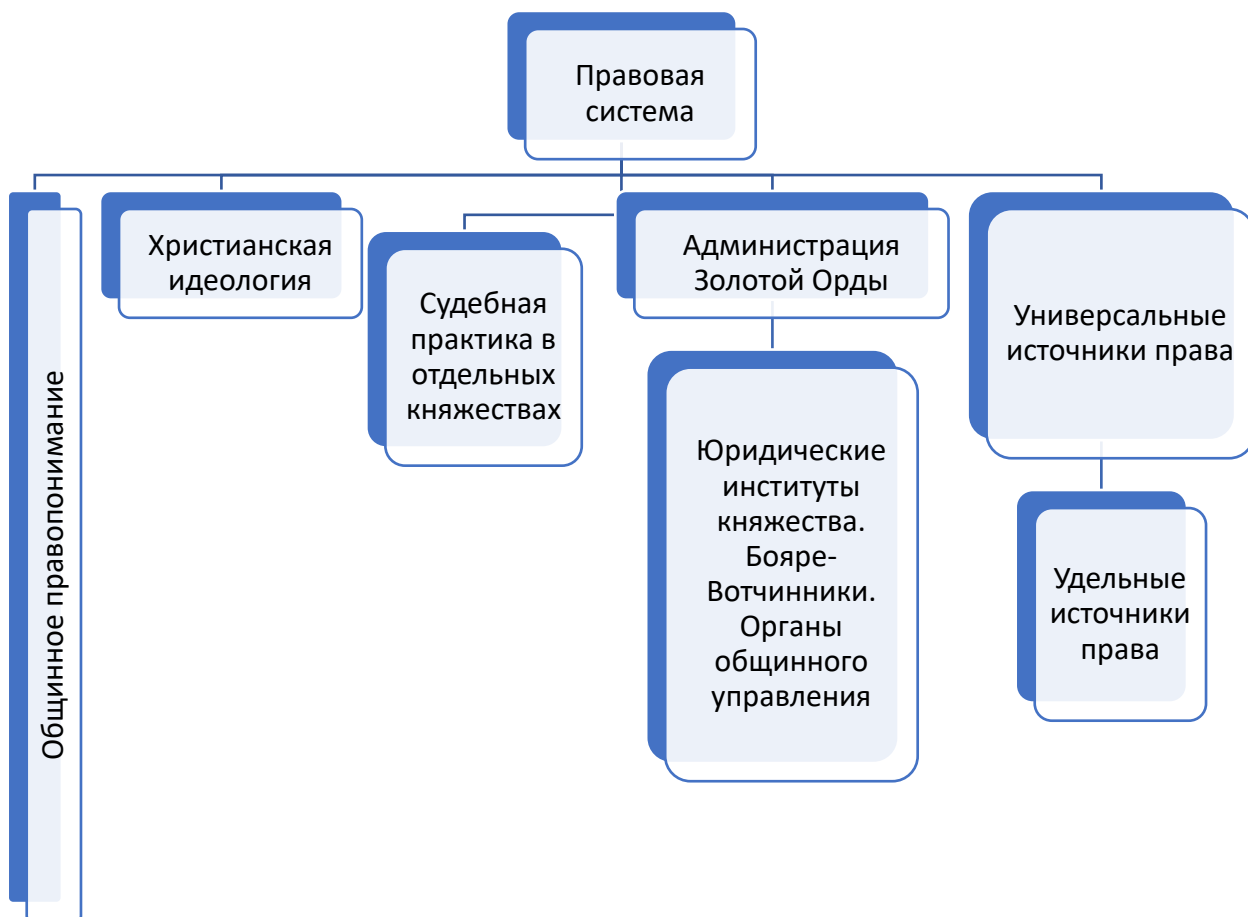 Правовая
система
Общинное правопонимание
Христианская
идеология
Судебная
практика в
отдельных
княжествах
Администрация
Золотой Орды
Юридические
институты
княжества.
Бояре-
Вотчинники.
Органы
общинного
управления
Универсальные
источники права
Удельные
источники
права